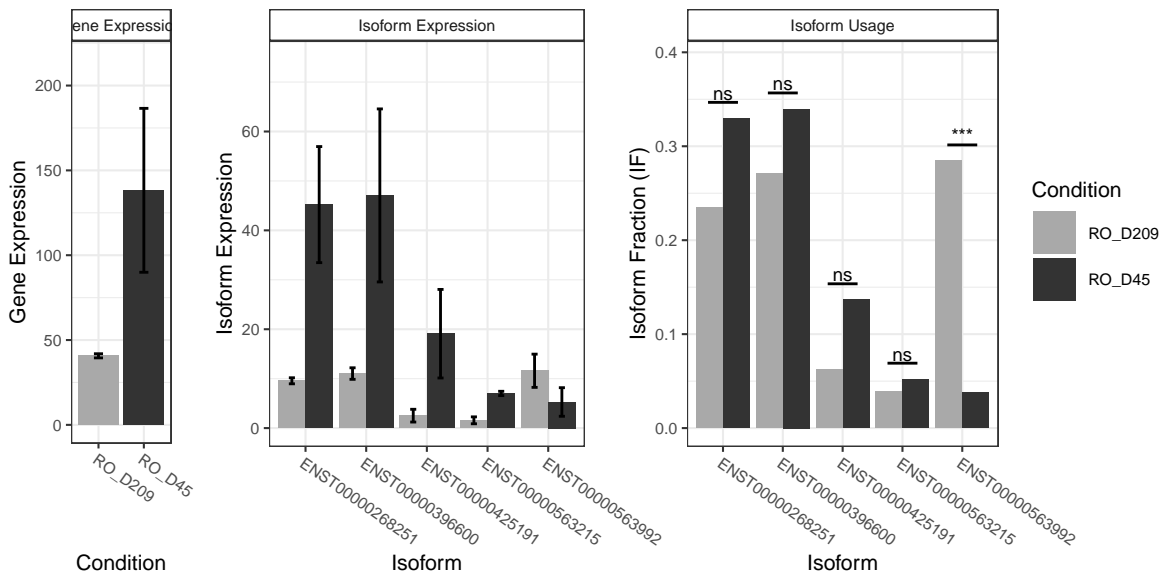 ene Expressio
Isoform Expression
Isoform Usage
Gene Expression
200
150
100
50
0
RO_D209
RO_D45
Condition
Isoform Expression
60
40
20
0
ENST00000268251
ENST00000396600
ENST00000425191
ENST00000563215
ENST00000563992
Isoform
Isoform Fraction (IF)
0.4
0.3
0.2
0.1
0.0
ns
ns
ns
ns
***
ENST00000268251
ENST00000396600
ENST00000425191
ENST00000563215
ENST00000563992
Isoform
Condition
RO_D209
RO_D45